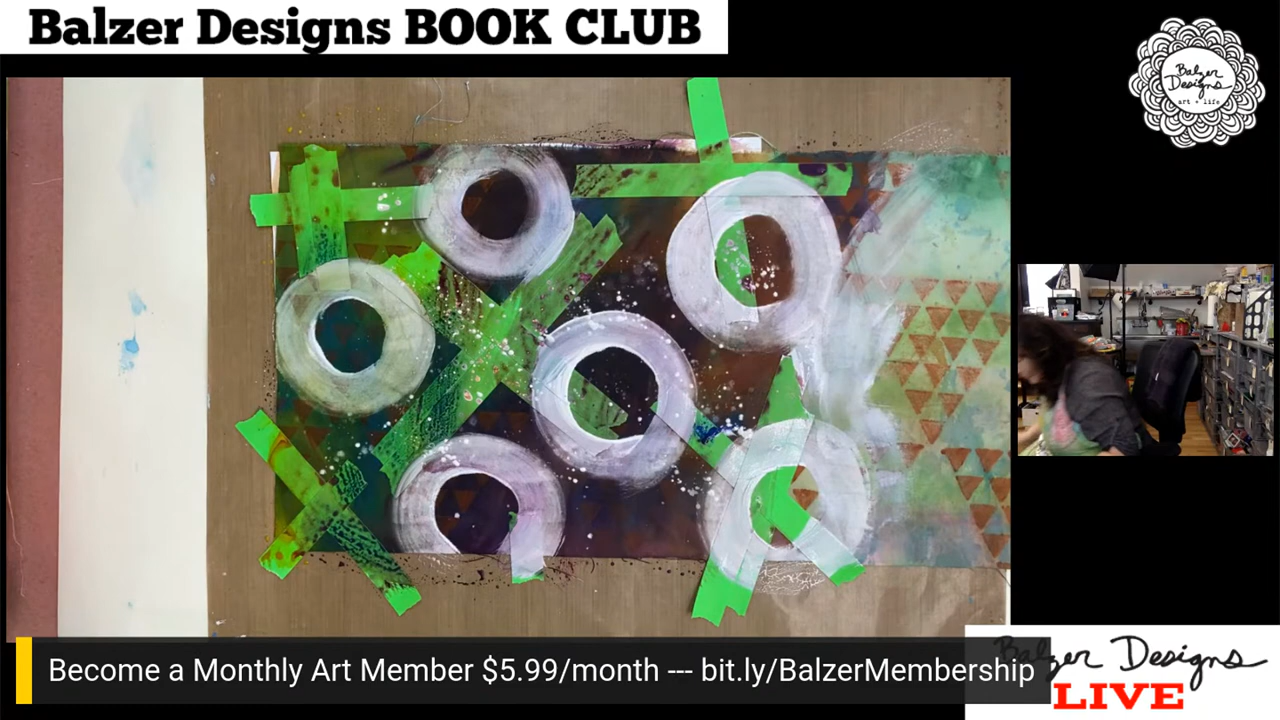 Balzer Designs BOOK CLUB
Balzer
Designs
art + life
Become a Monthly Art Member $5.99/month --- bit.ly/BalzerMembership
Balzer Designs
LIVE